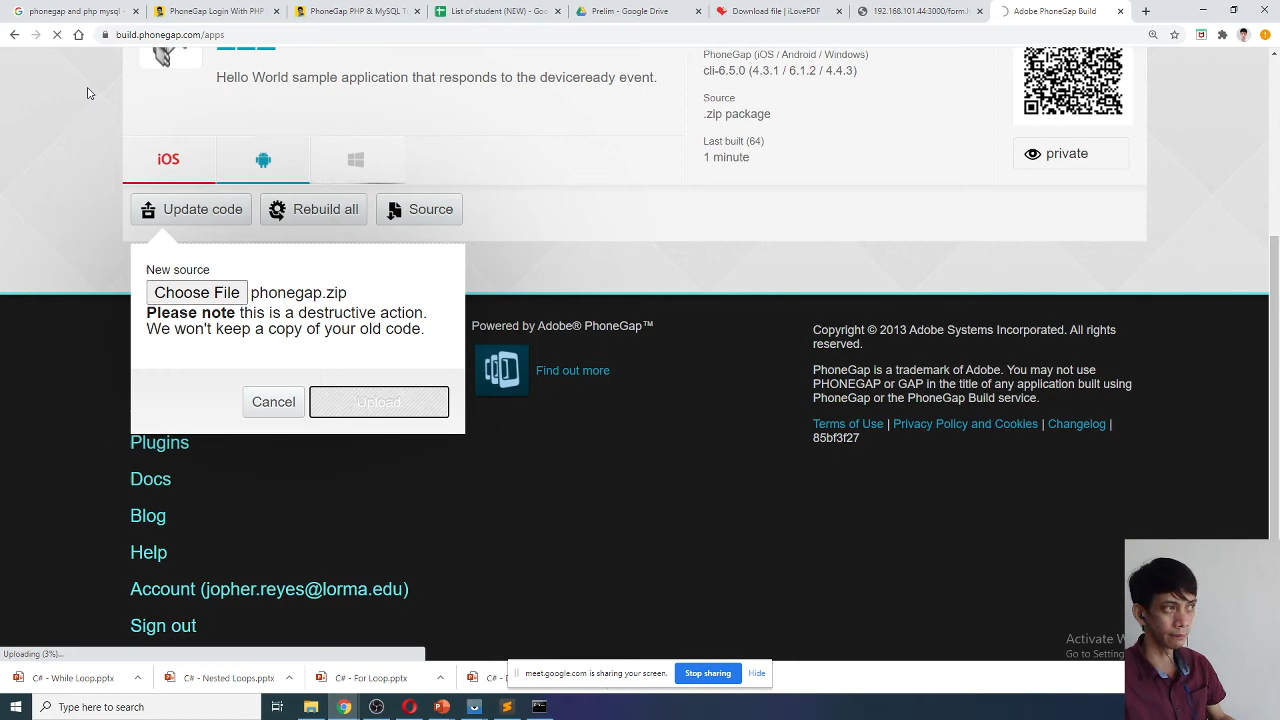 phonegap and php mysql -
PhoneGap Login With PHP
PhoneGap PHP & MySQL T
List of student (NEW) - Goo
Prelim - Google Drive
Download file | iLovePDF
192.168.101.44:3000/form.h
Adobe PhoneGap Build
build.phonegap.com/apps
Hello World sample application that responds to the deviceready event.
PhoneGap (iOS / Android / Windows)
cli-6.5.0 (4.3.1 / 6.1.2 / 4.4.3)
Source
.zip package
Last built (64)
1 minute
private
iOS
Update code
Rebuild all
Source
New source
Choose File phonegap.zip
Please note this is a destructive action.
We won't keep a copy of your old code.
Cancel
Upload
Powered by Adobe® PhoneGap™
Find out more
Copyright © 2013 Adobe Systems Incorporated. All rights
reserved.
PhoneGap is a trademark of Adobe. You may not use
PHONEGAP or GAP in the title of any application built using
PhoneGap or the PhoneGap Build service.
Terms of Use | Privacy Policy and Cookies | Changelog |
85bf3f27
Plugins
Docs
Blog
Help
Account (jopher.reyes@lorma.edu)
Sign out
Activate W
Go to Setting
Uploading (3%)...
C# - While Loop.pptx
C# - Nested Loops.pptx
C# - For Loop.pptx
C# - D
meet.google.com is sharing your screen.
Stop sharing
Hide
Type here to search